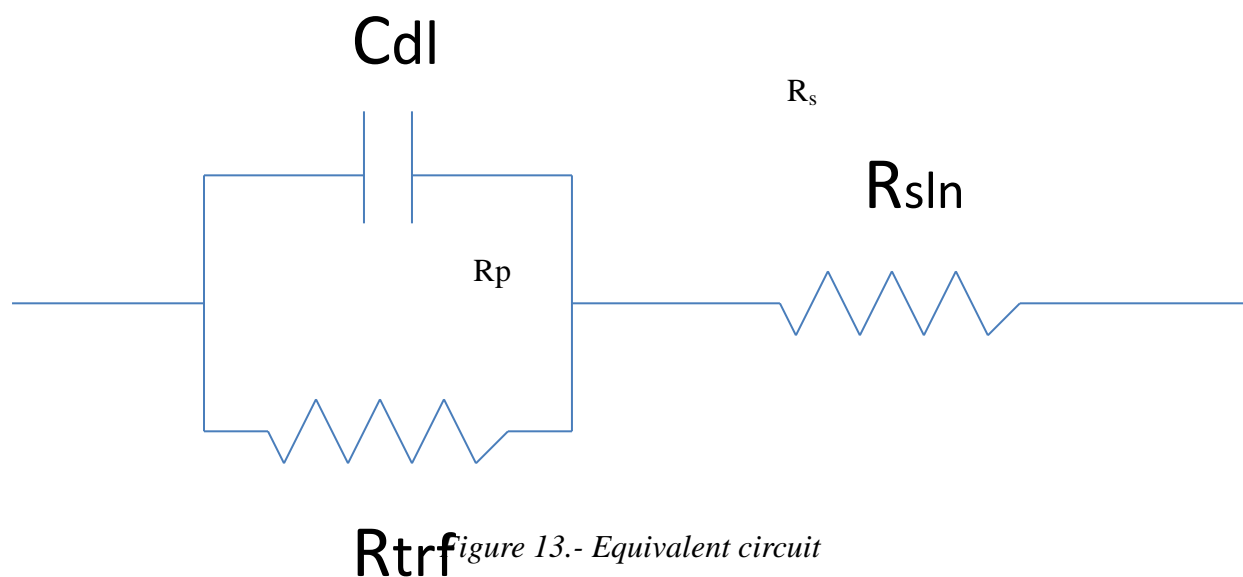 Cdl
Rs
Rsln
Rp
Rtrf
Figure 13.- Equivalent circuit